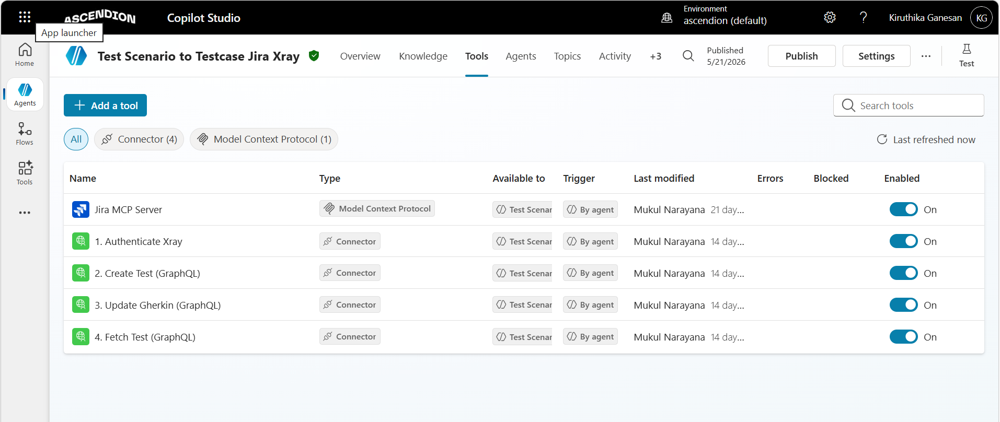 ASCENDION
Copilot Studio
Environment
ascendion (default)
?
Kiruthika Ganesan
KG
App launcher
Home
Agents
Flows
Tools
Test Scenario to Testcase Jira Xray
Overview
Knowledge
Tools
Agents
Topics
Activity
+3
Published
5/21/2026
Publish
Settings
Test
Add a tool
Search tools
All
Connector (4)
Model Context Protocol (1)
Last refreshed now
Name Type Available to Trigger Last modified Errors Blocked Enabled
Jira MCP Server Model Context Protocol Test Scenar By agent Mukul Narayana 21 day... On
1. Authenticate Xray Connector Test Scenar By agent Mukul Narayana 14 day... On
2. Create Test (GraphQL) Connector Test Scenar By agent Mukul Narayana 14 day... On
3. Update Gherkin (GraphQL) Connector Test Scenar By agent Mukul Narayana 14 day... On
4. Fetch Test (GraphQL) Connector Test Scenar By agent Mukul Narayana 14 day... On